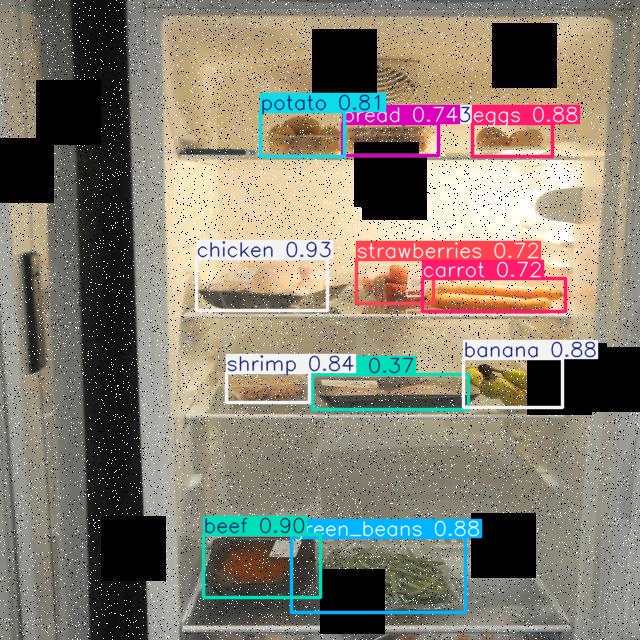 potato 0.81
bread 0.743
eggs 0.88
chicken 0.93
strawberries 0.72
carrot 0.72
shrimp 0.84
0.37
banana 0.88
beef 0.90
reen_beans 0.88